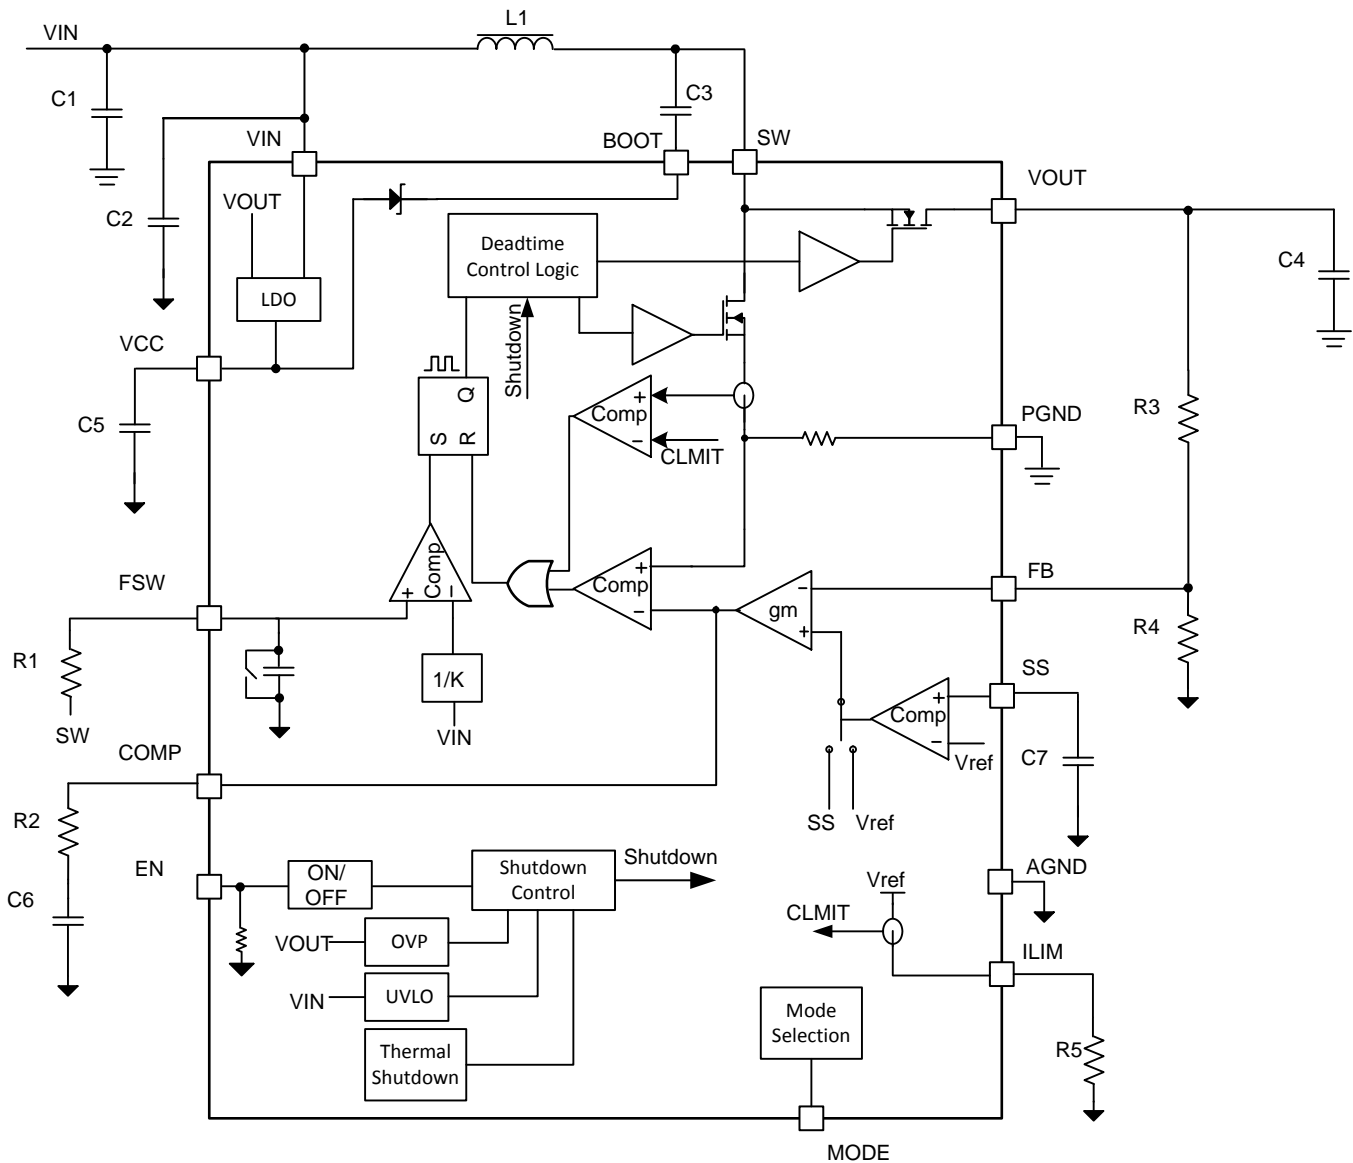 L1
VIN
C1
C3
VIN
BOOT
SW
VOUT
VOUT
C2
Deadtime
Control Logic
C4
LDO
Shutdown
VCC
Q
S
R
Comp
+
−
CLMIT
PGND
R3
C5
FSW
Comp
+
−
Comp
+
−
gm
−
+
FB
R4
R1
1/K
SS
Comp
+
−
Vref
SW
VIN
C7
COMP
SS
Vref
R2
EN
ON/
OFF
Shutdown
Control
Shutdown
AGND
Vref
C6
CLMIT
VOUT
OVP
ILIM
VIN
UVLO
Mode
Selection
Thermal
Shutdown
R5
MODE